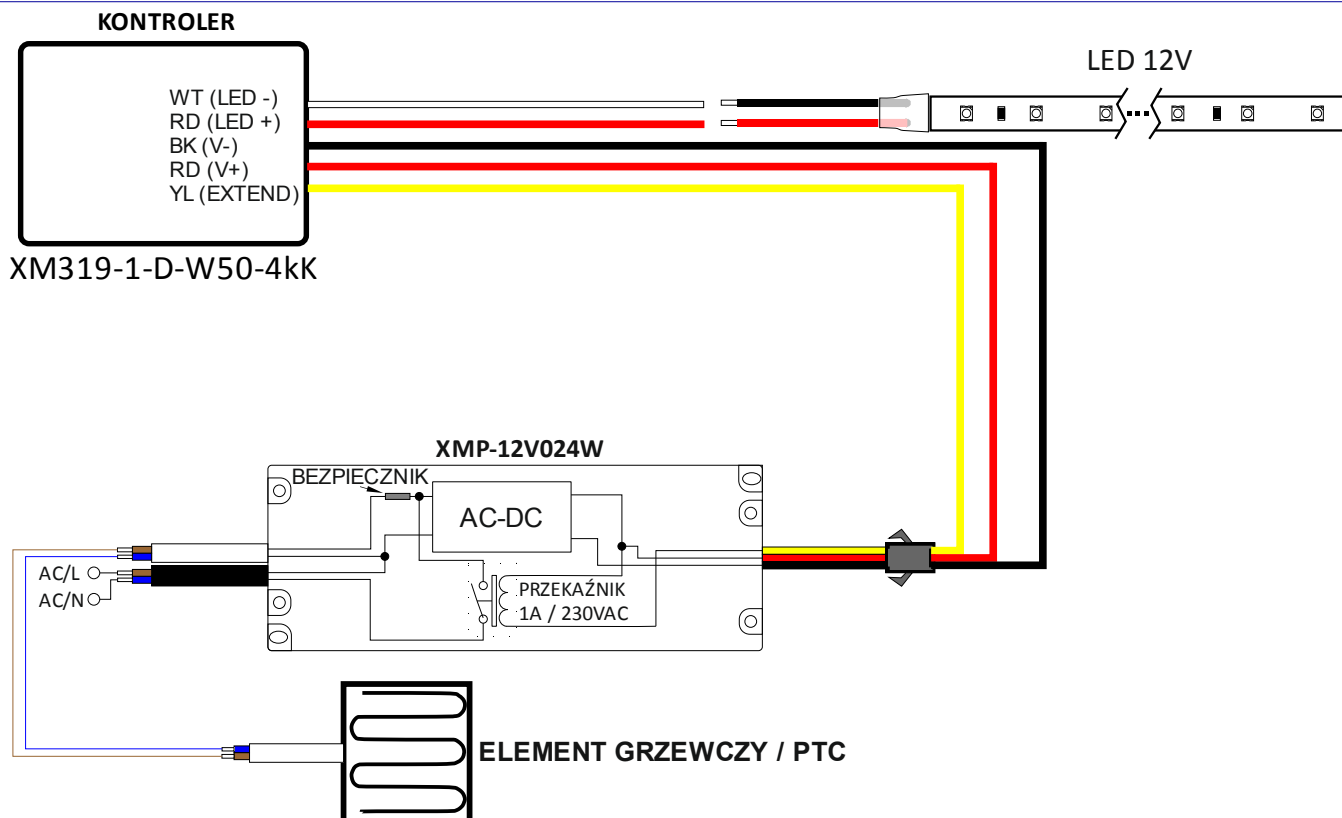 KONTROLER
LED 12V
WT (LED -)
RD (LED +)
BK (V-)
RD (V+)
YL (EXTEND)
XM319-1-D-W50-4kK
XMP-12V024W
BEZPIECZNIK
AC-DC
AC/L
AC/N
PRZEKAŹNIK
1A / 230VAC
ELEMENT GRZEWCZY / PTC